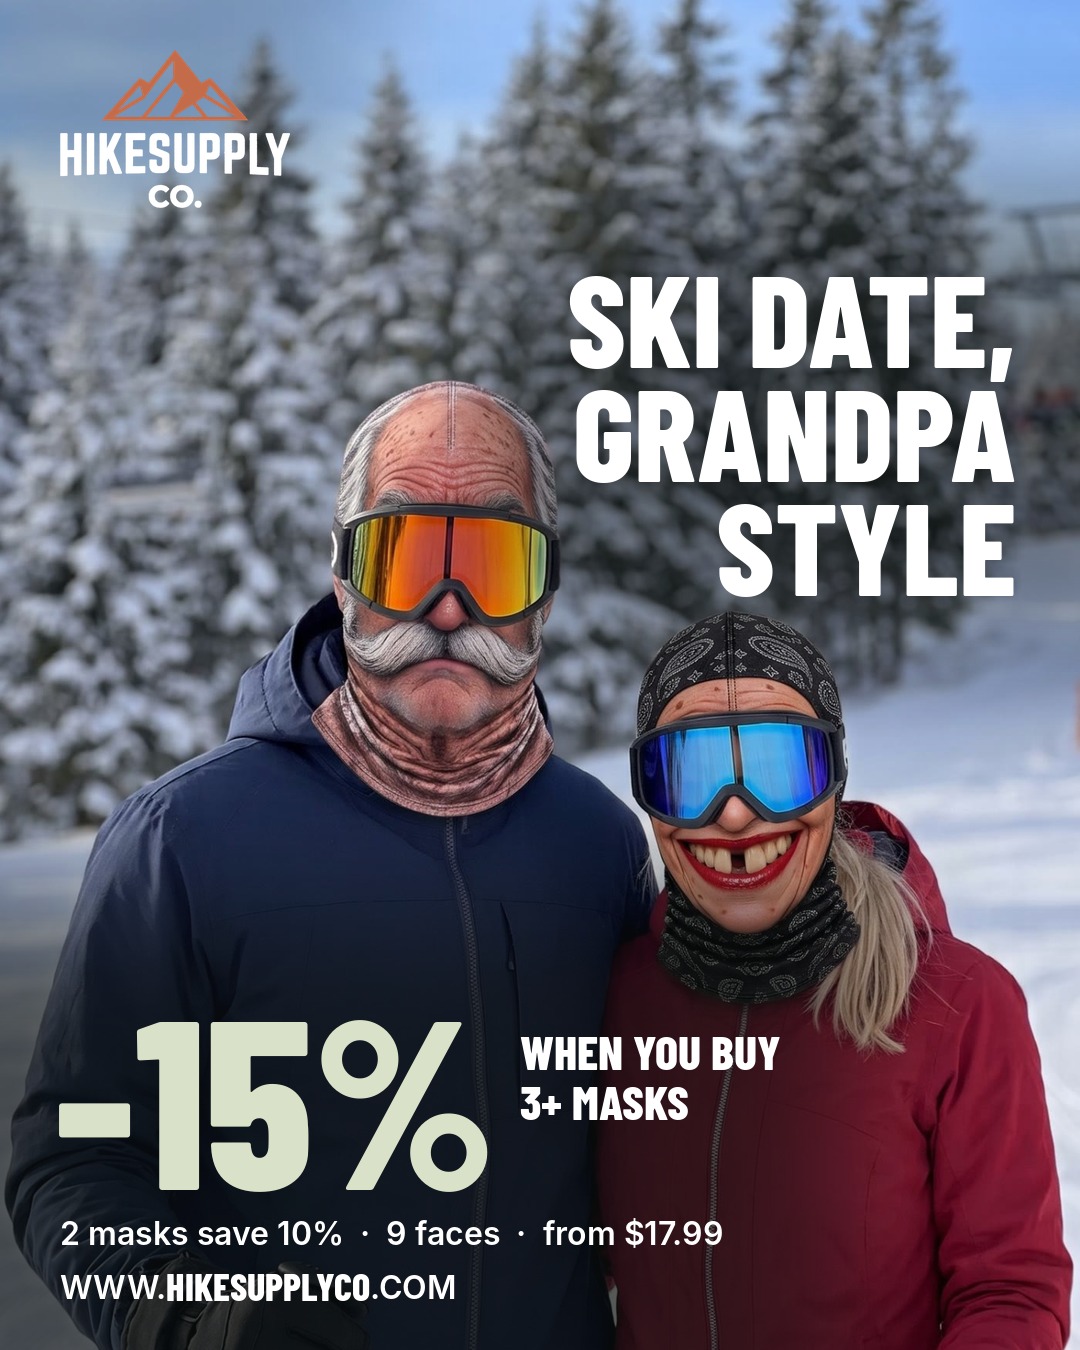 HIKESUPPLY
CO.
SKI DATE,
GRANDPA
STYLE
-15%
WHEN YOU BUY
3+ MASKS
2 masks save 10% · 9 faces · from $17.99
WWW.HIKESUPPLYCO.COM